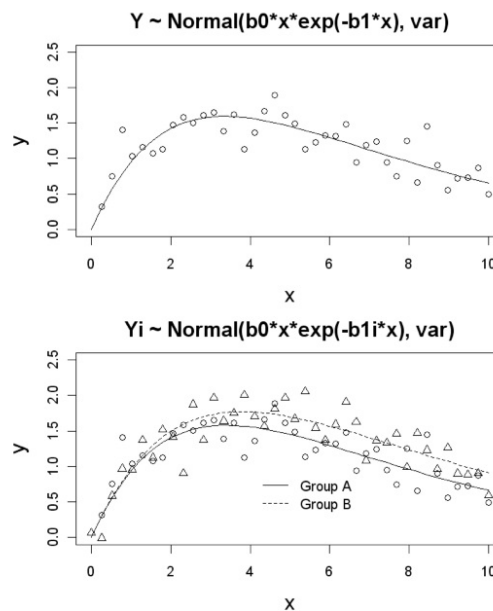 Y ~ Normal(b0*x*exp(-b1*x), var)
2.5
2.0
1.5
1.0
0.5
0.0
y
0 2 4 6 8 10
x
Yi ~ Normal(b0*x*exp(-b1i*x), var)
2.5
2.0
1.5
1.0
0.5
0.0
y
Group A
Group B
0 2 4 6 8 10
x